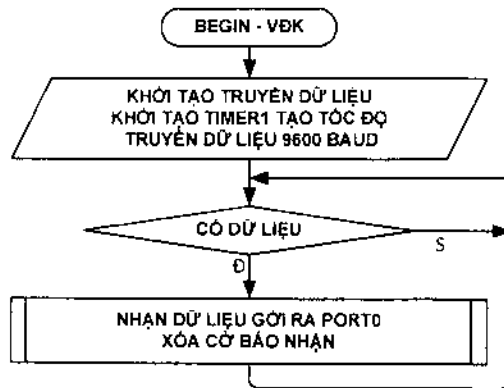 BEGIN - VĐK
KHỞI TẠO TRUYỀN DỮ LIỆU
KHỞI TẠO TIMER1 TẠO TỐC ĐỘ
TRUYỀN DỮ LIỆU 9600 BAUD
CÓ DỮ LIỆU
S
Đ
NHẬN DỮ LIỆU GỞI RA PORT0
XÓA CỜ BÁO NHẬN